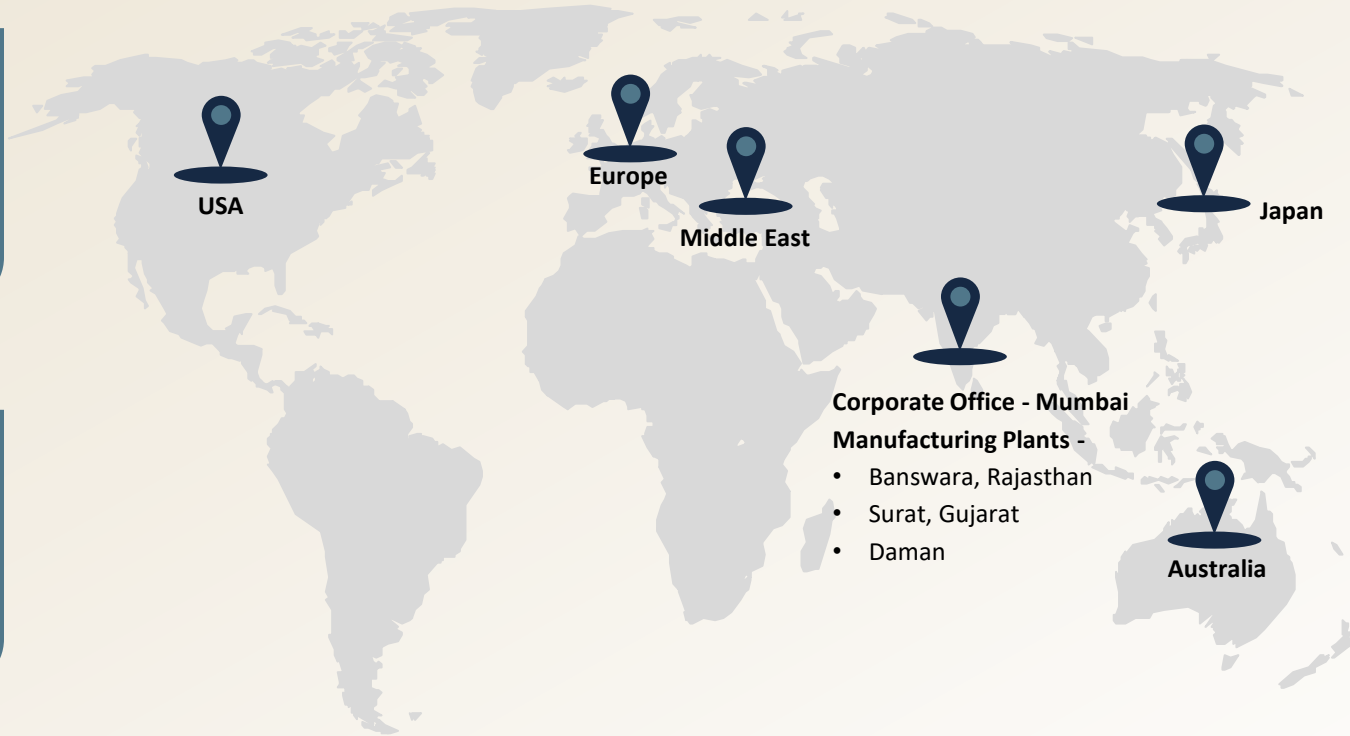 USA
Europe
Middle East
Japan
Corporate Office - Mumbai
Manufacturing Plants -
• Banswara, Rajasthan
• Surat, Gujarat
• Daman
Australia